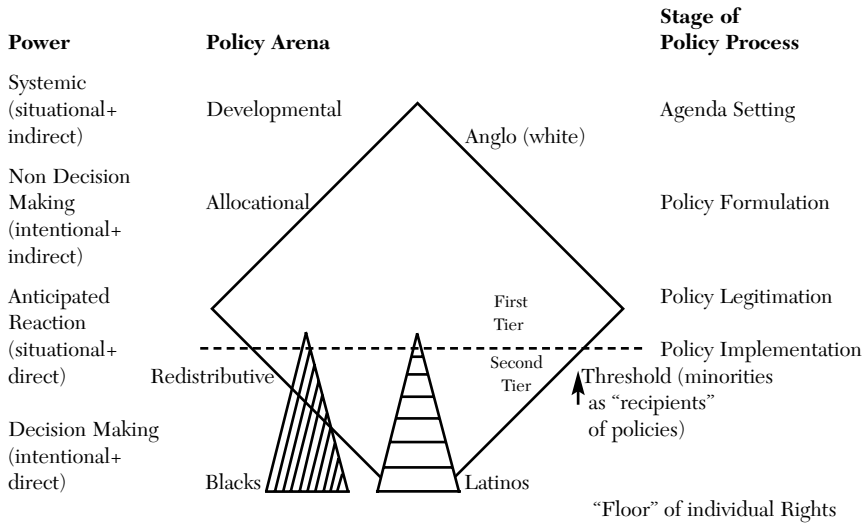 Power
Policy Arena
Stage of
Policy Process
Systemic
(situational+
indirect)
Developmental
Anglo (white)
Agenda Setting
Non Decision
Making
(intentional+
indirect)
Allocational
Policy Formulation
Anticipated
Reaction
(situational+
direct)
First
Tier
Policy Legitimation
Policy Implementation
Redistributive
Second
Tier
Threshold (minorities
as “recipients”
of policies)
Decision Making
(intentional+
direct)
Blacks
Latinos
“Floor” of individual Rights